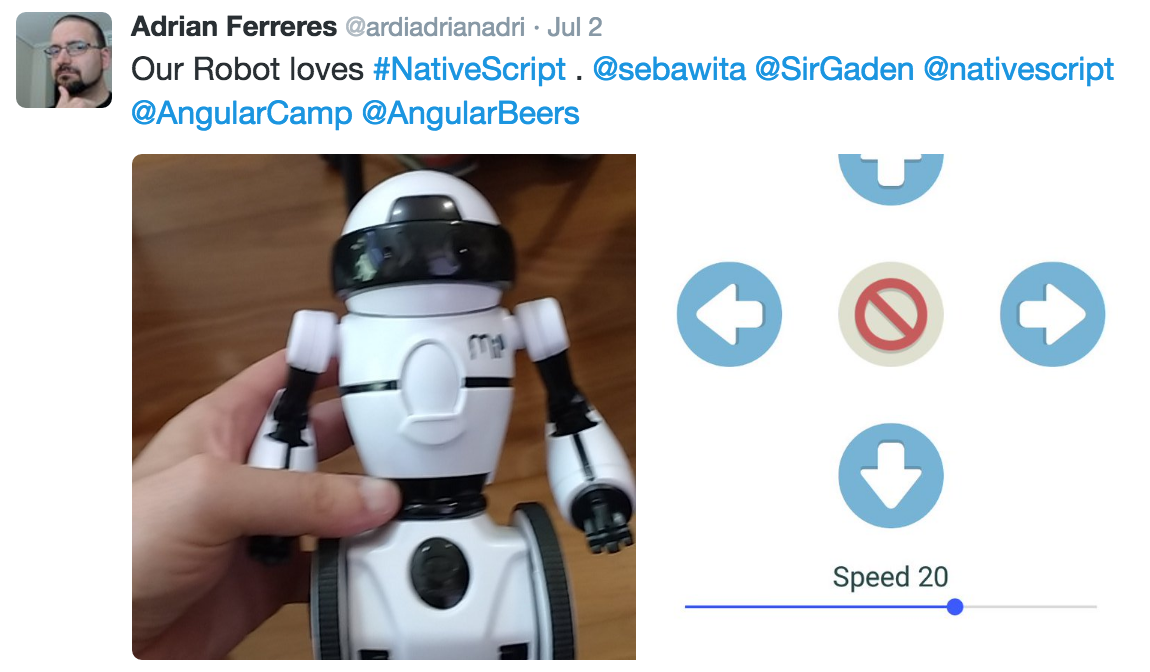 Adrian Ferreres @ardiadrianadri · Jul 2
Our Robot loves #NativeScript . @sebawita @SirGaden @nativescript
@AngularCamp @AngularBeers
Speed 20